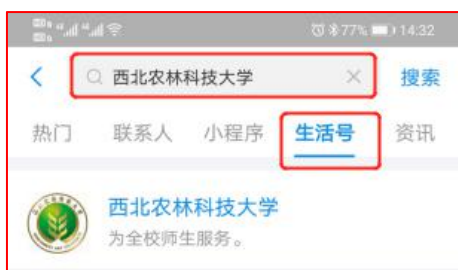 77% 14:32
西北农林科技大学 搜索
热门 联系人 小程序 生活号 资讯
西北农林科技大学
为全校师生服务。